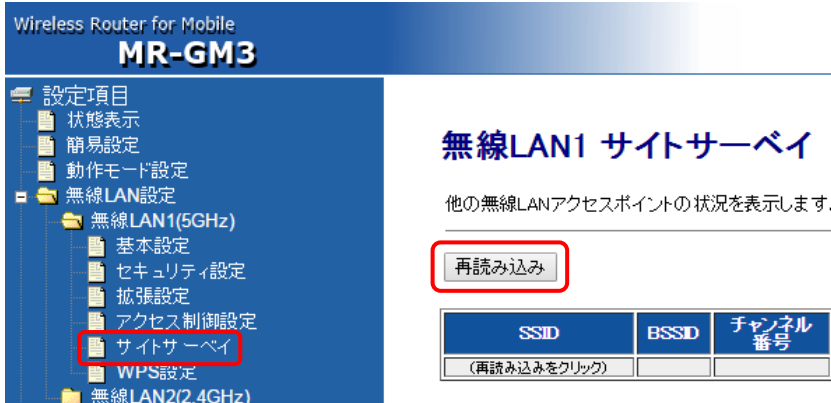 Wireless Router for Mobile
MR-GM3
設定項目
状態表示
簡易設定
動作モード設定
無線LAN設定
無線LAN1(5GHz)
基本設定
セキュリティ設定
拡張設定
アクセス制御設定
サイトサーベイ
WPS設定
無線LAN2(2.4GHz)
無線LAN1 サイトサーベイ
他の無線LANアクセスポイントの状況を表示します。
再読み込み
SSID BSSID チャンネル
番号
(再読み込みをクリック)